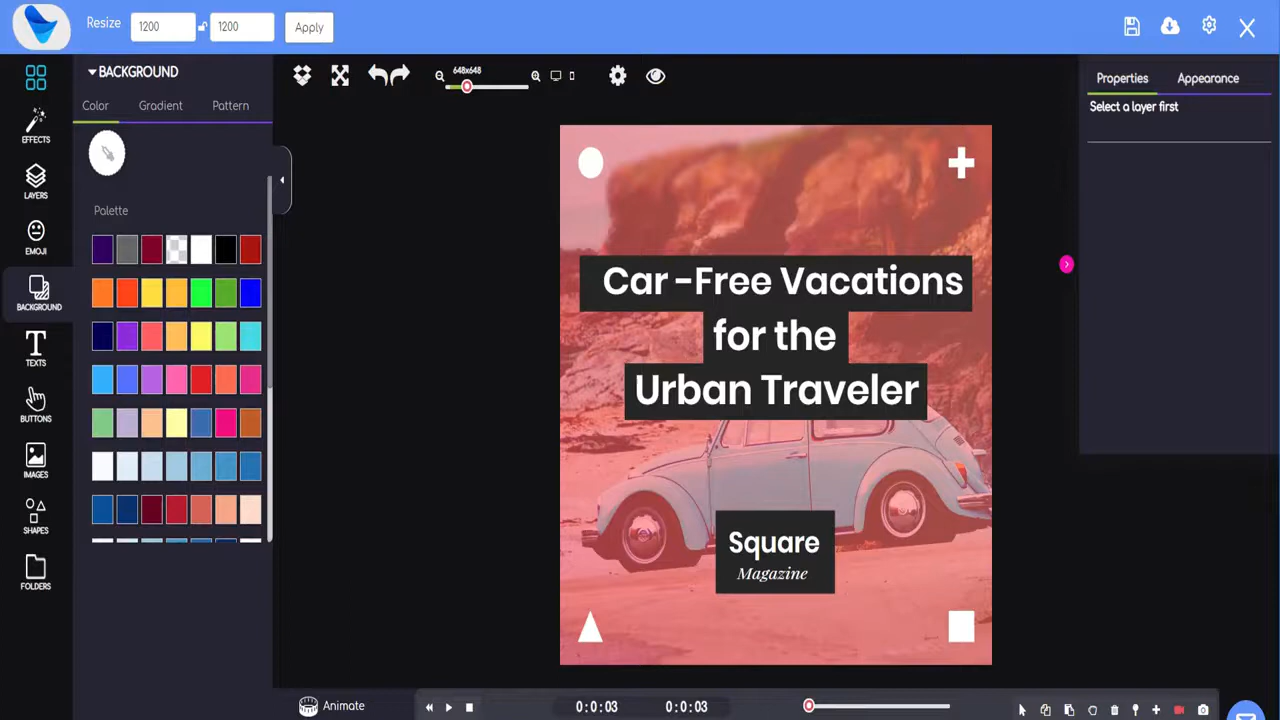 Resize
1200
1200
Apply
BACKGROUND
Color
Gradient
Pattern
Palette
EFFECTS
LAYERS
EMOJI
BACKGROUND
TEXTS
BUTTONS
IMAGES
SHAPES
FOLDERS
648x648
Car -Free Vacations
for the
Urban Traveler
Square
Magazine
Properties
Appearance
Select a layer first
Animate
0:0:03
0:0:03